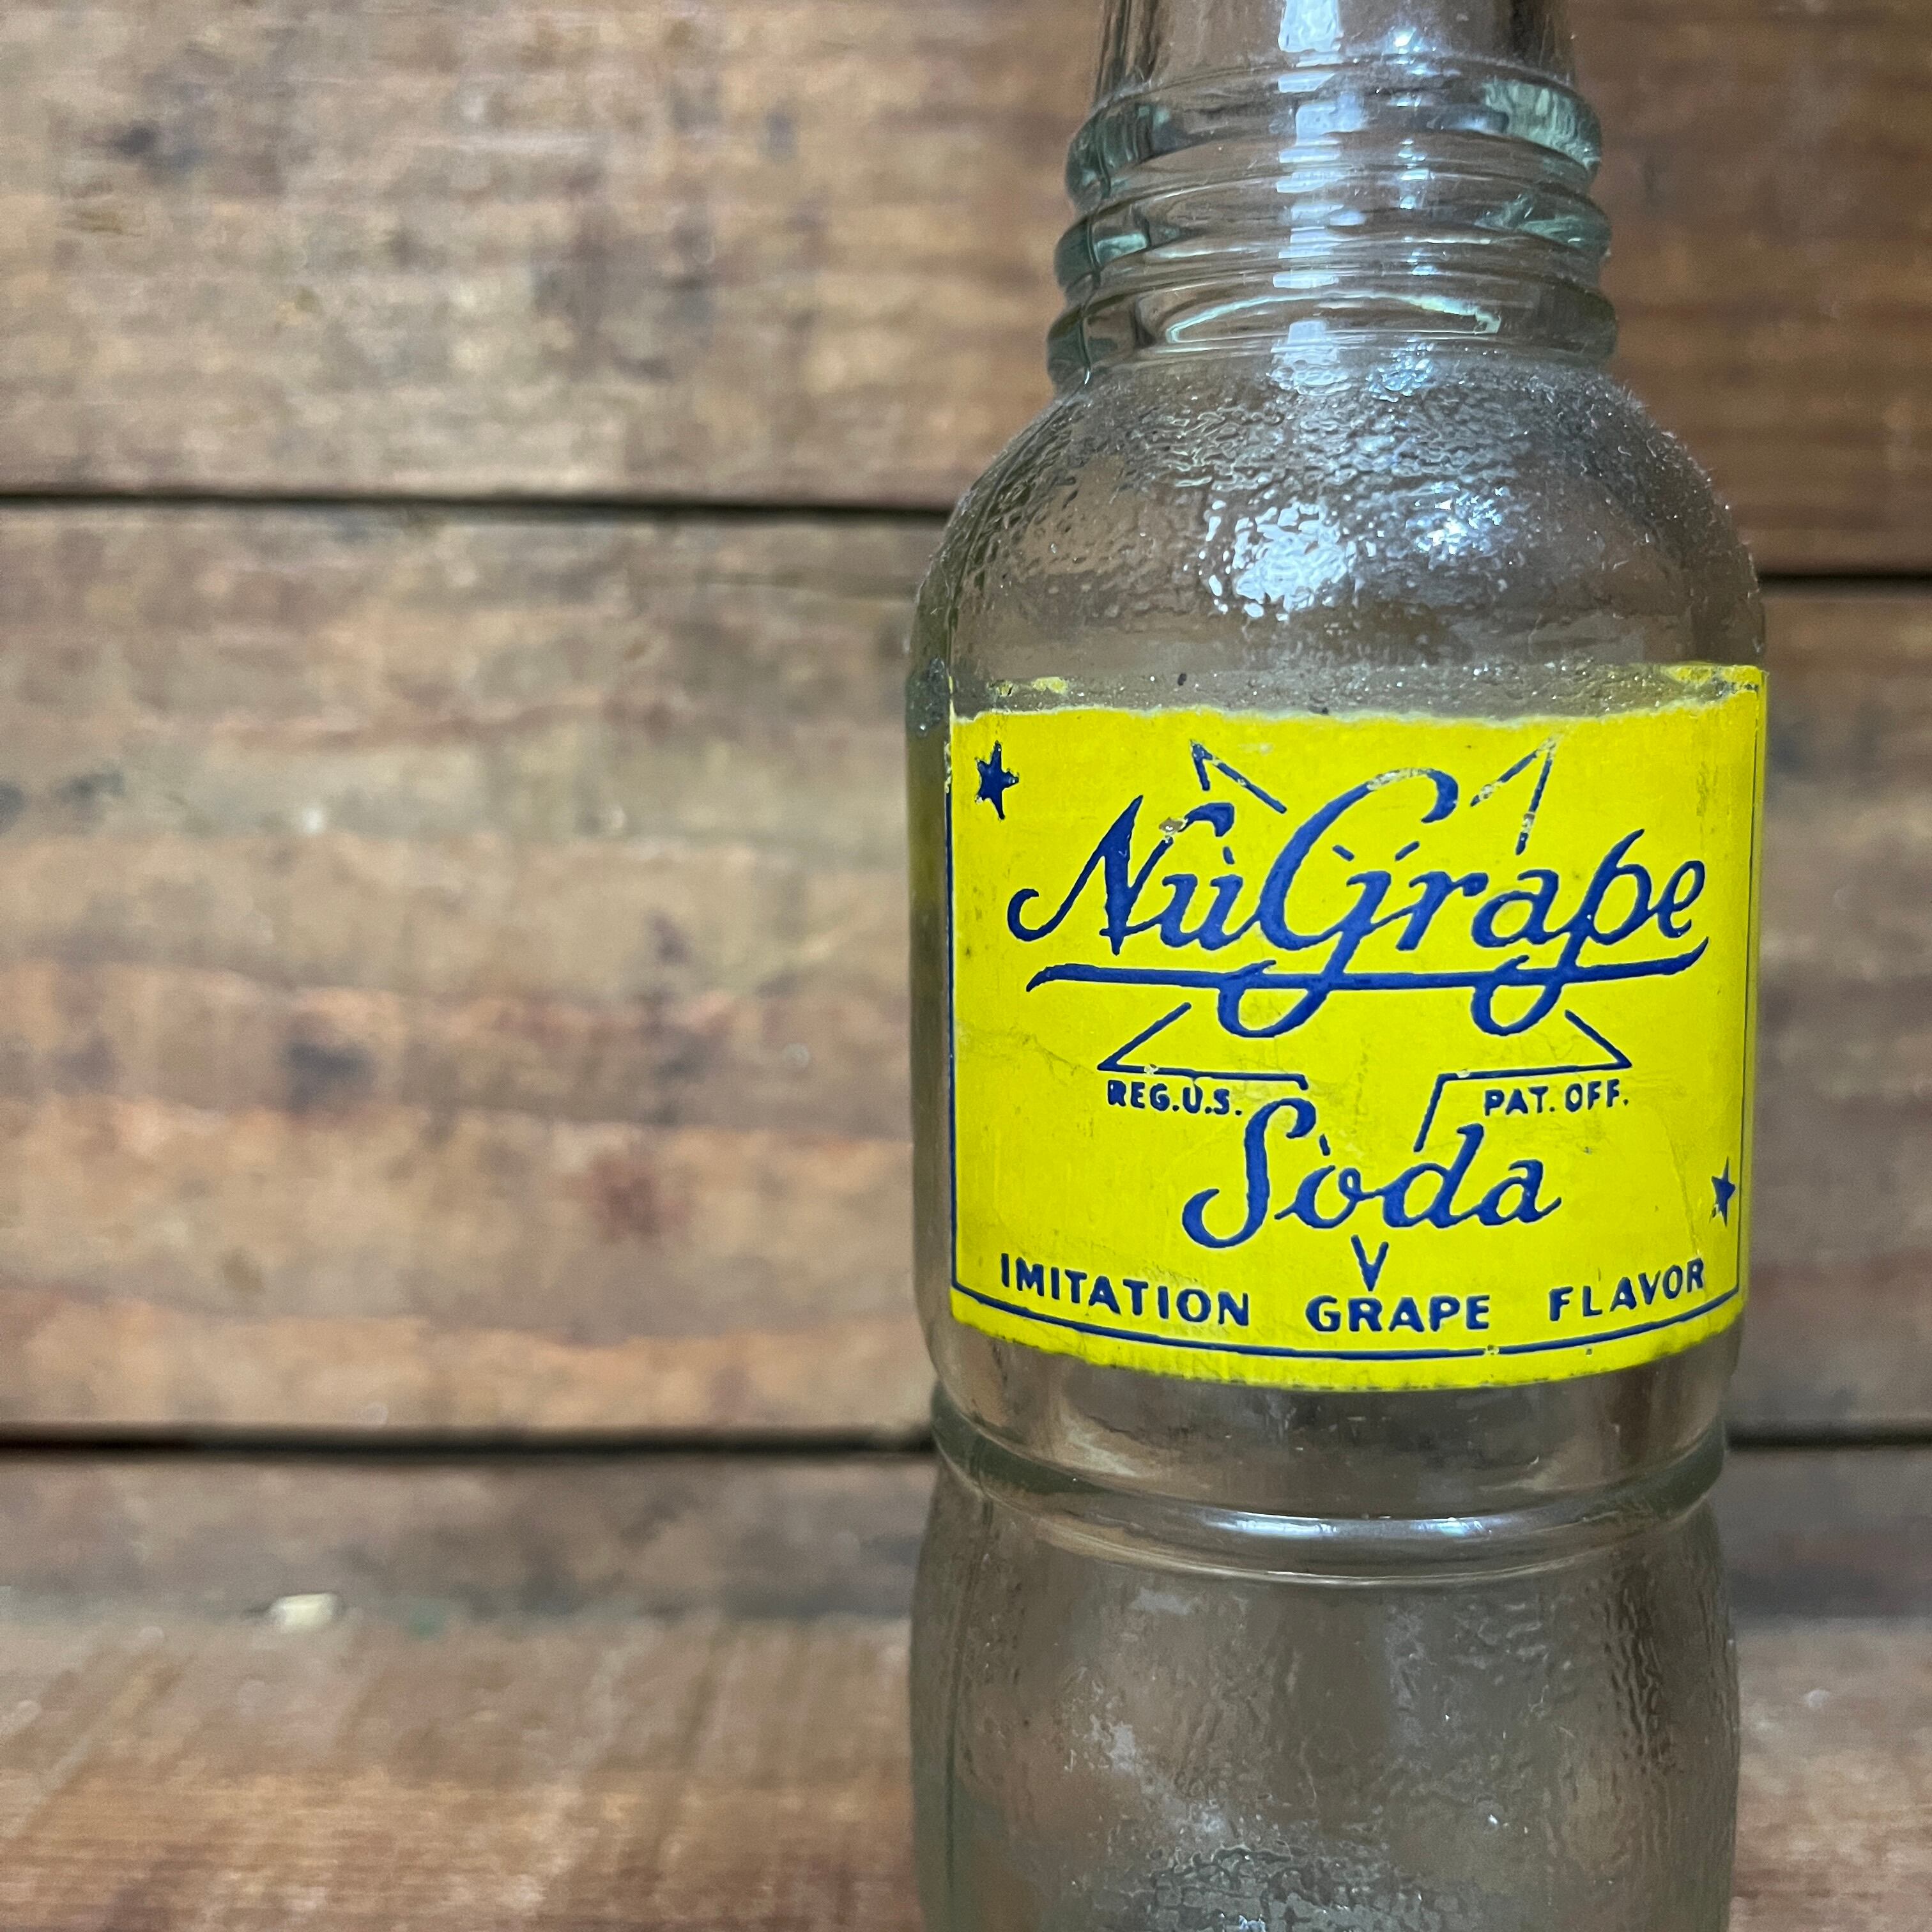 NuGrape
REG. U.S. PAT. OFF.
Soda
IMITATION GRAPE FLAVOR